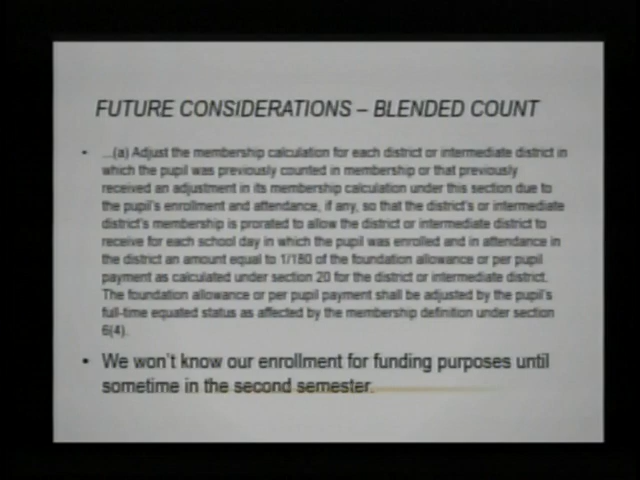 FUTURE CONSIDERATIONS – BLENDED COUNT
• ...(a) Adjust the membership calculation for each district or intermediate district in
which the pupil was previously counted in membership or that previously
received an adjustment in its membership calculation under this section due to
the pupil's enrollment and attendance, if any, so that the district's or intermediate
district's membership is prorated to allow the district or intermediate district to
receive for each school day in which the pupil was enrolled and in attendance in
the district an amount equal to 1/180 of the foundation allowance or per pupil
payment as calculated under section 20 for the district or intermediate district.
The foundation allowance or per pupil payment shall be adjusted by the pupil's
full-time equated status as affected by the membership definition under section
6(4).
• We won't know our enrollment for funding purposes until
sometime in the second semester.